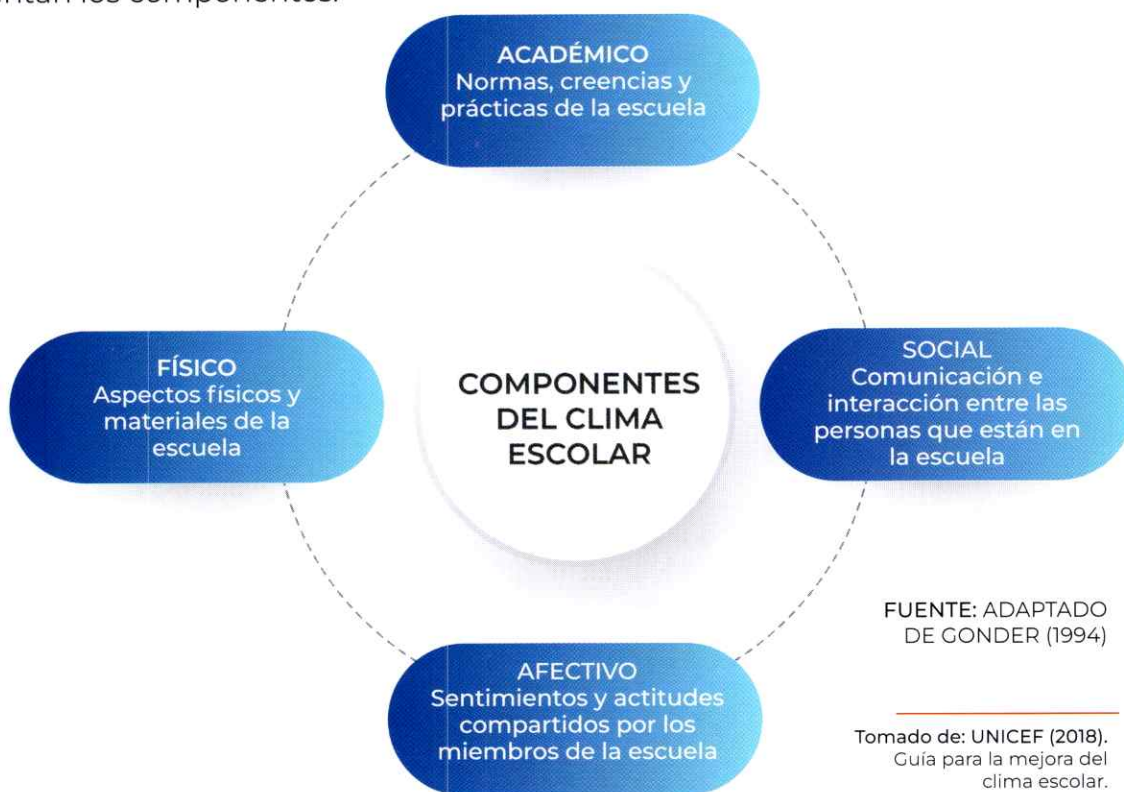 los componentes.
ACADÉMICO
Normas, creencias y
prácticas de la escuela
FÍSICO
Aspectos físicos y
materiales de la
escuela
COMPONENTES
DEL CLIMA
ESCOLAR
SOCIAL
Comunicación e
interacción entre las
personas que están en
la escuela
AFECTIVO
Sentimientos y actitudes
compartidos por los
miembros de la escuela
FUENTE: ADAPTADO
DE GONDER (1994)
Tomado de: UNICEF (2018).
Guía para la mejora del
clima escolar.